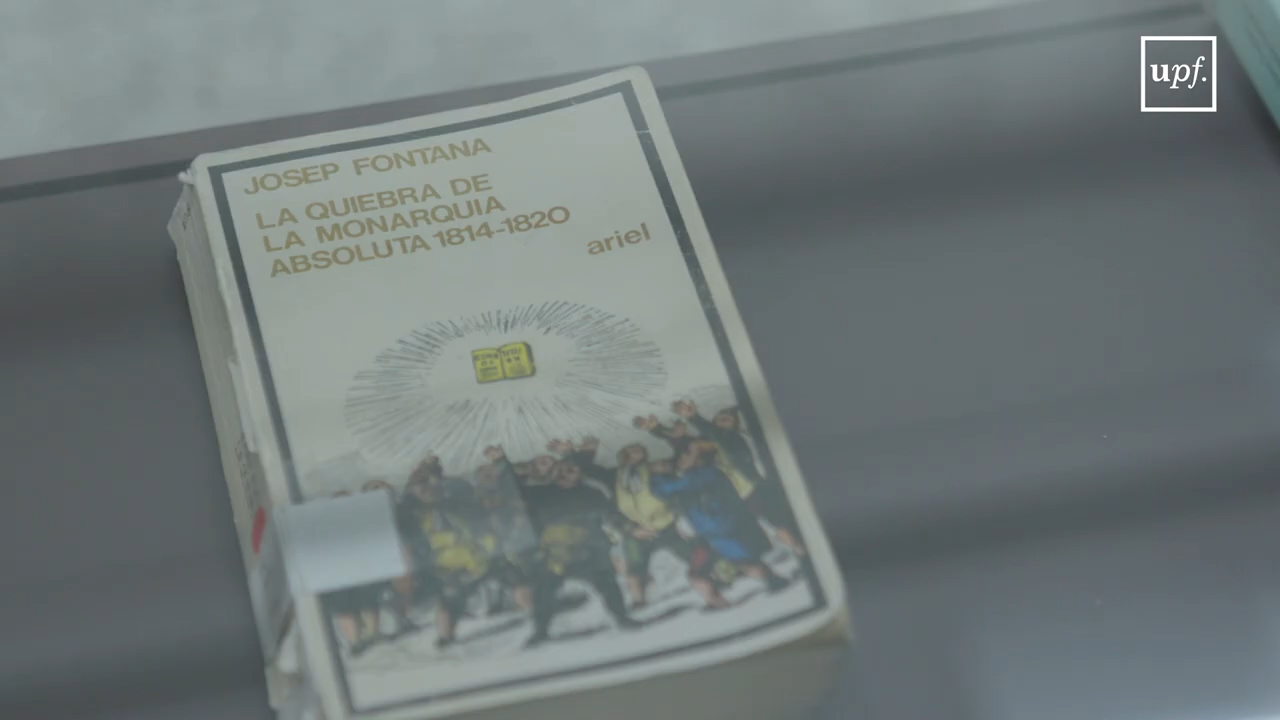 JOSEP FONTANA
LA QUIEBRA DE
LA MONARQUIA
ABSOLUTA 1814-1820
ariel
upf.